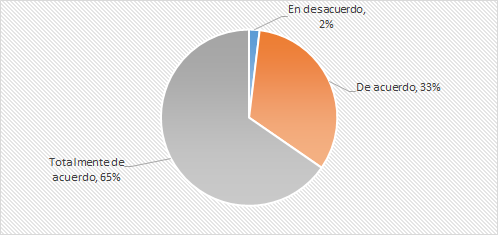 En desacuerdo,
2%
De acuerdo, 33%
Totalmente de
acuerdo, 65%